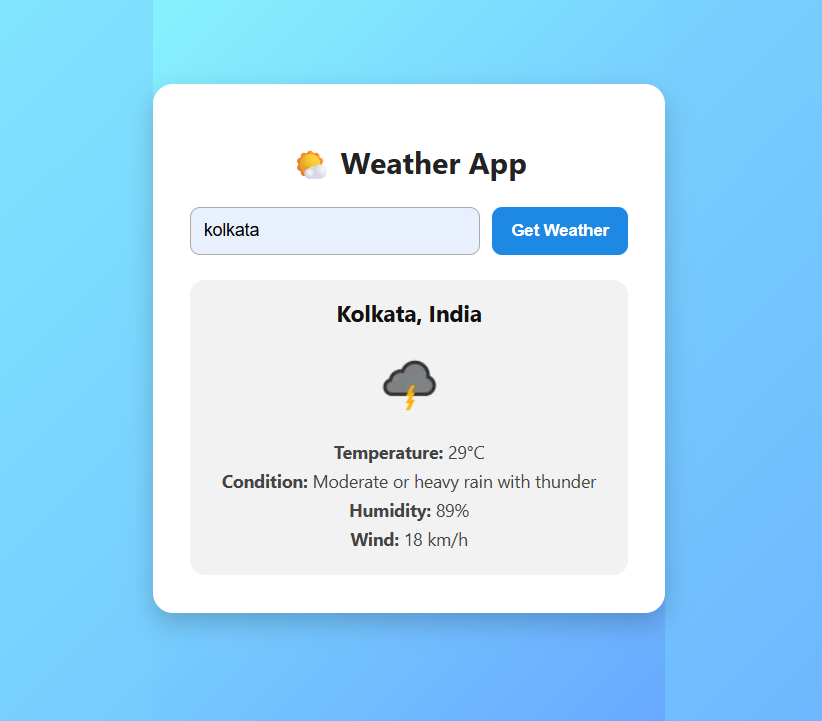 Weather App
kolkata
Get Weather
Kolkata, India
Temperature: 29°C
Condition: Moderate or heavy rain with thunder
Humidity: 89%
Wind: 18 km/h